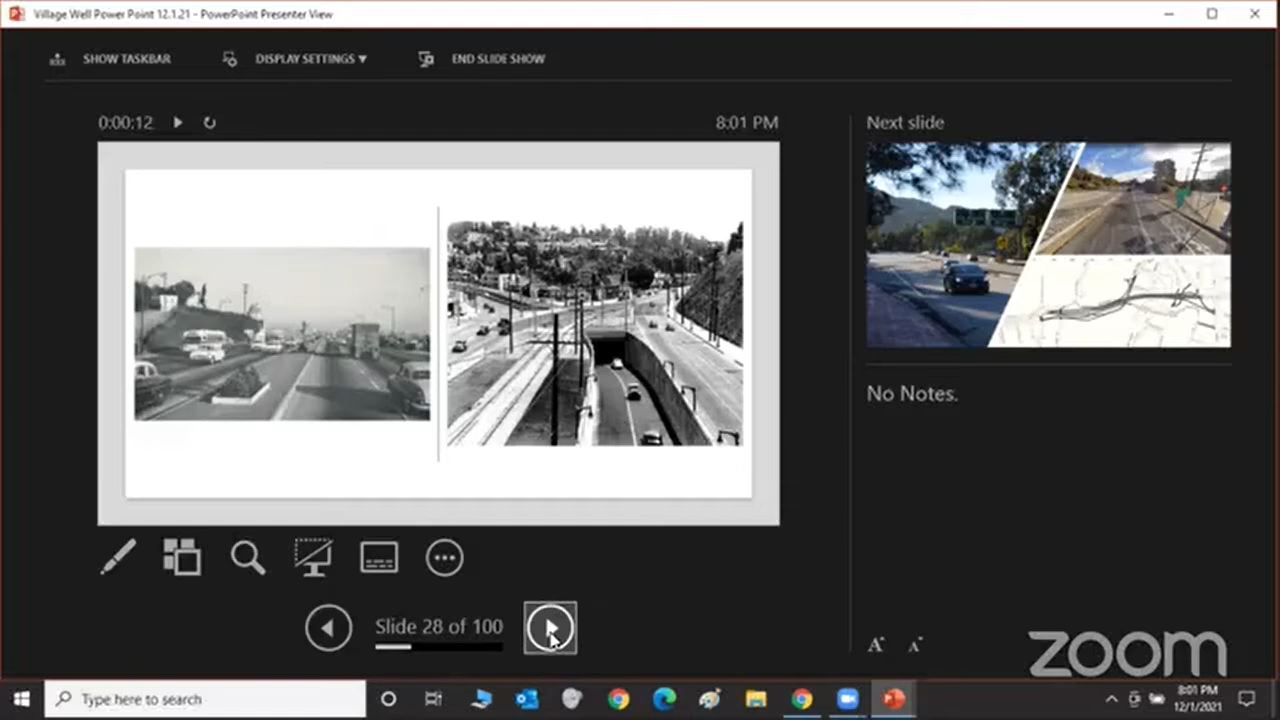 Village Well Power Point 12.1.21 - PowerPoint Presenter View
SHOW TASKBAR
DISPLAY SETTINGS ▼
END SLIDE SHOW
0:00:12
8:01 PM
Next slide
No Notes.
Slide 28 of 100
A A
zoom
Type here to search
8:01 PM
12/1/2021